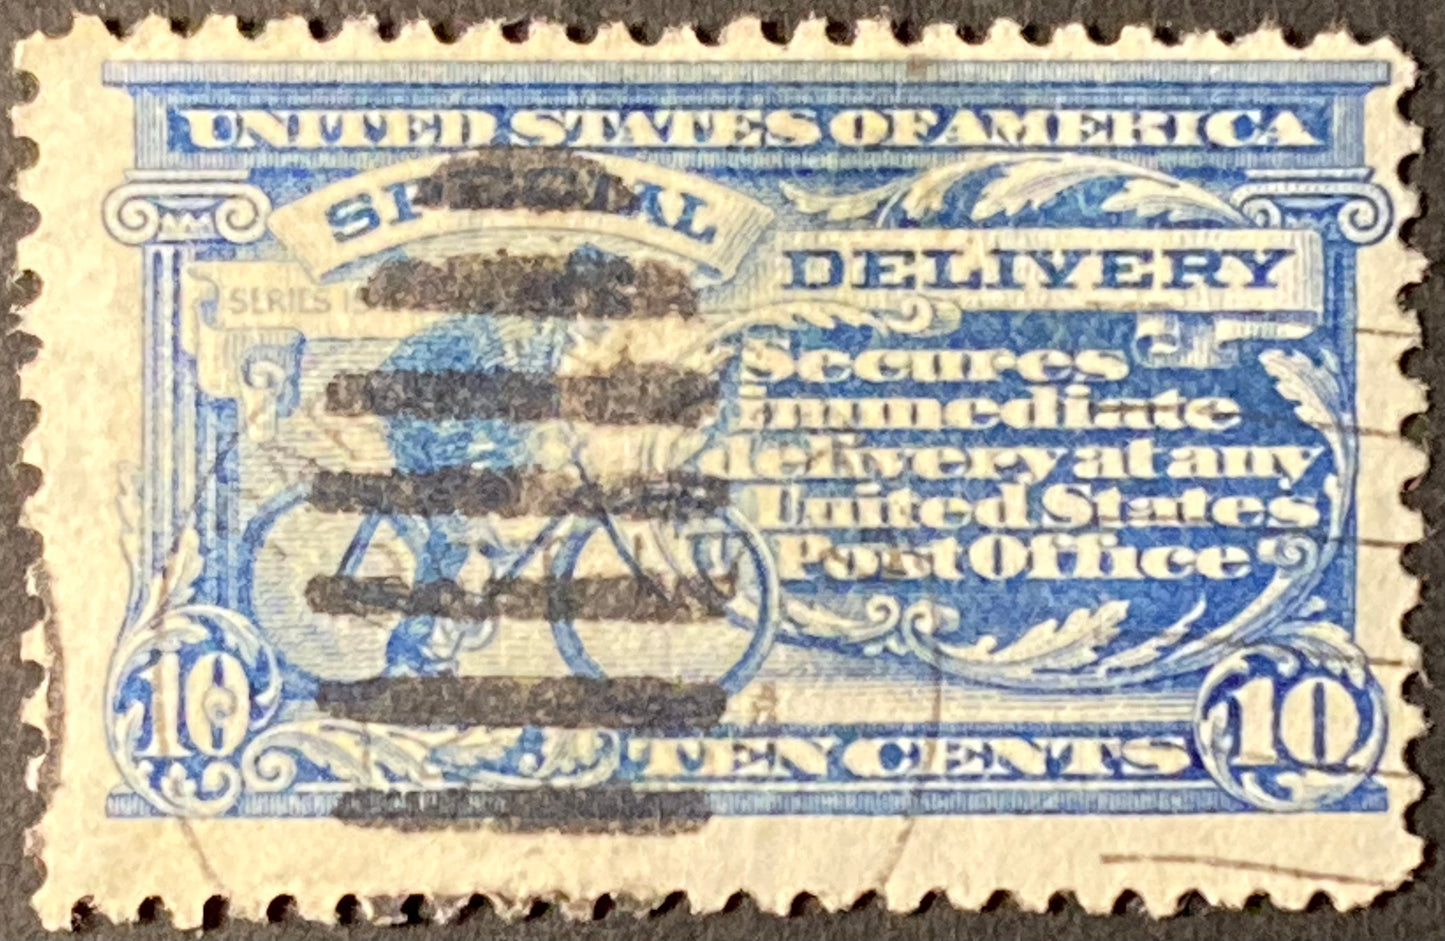 UNITED STATES OF AMERICA
SPECIAL
DELIVERY
SERIES
Secures
immediate
delivery at any
United States
Post Office
10
TEN CENTS
10